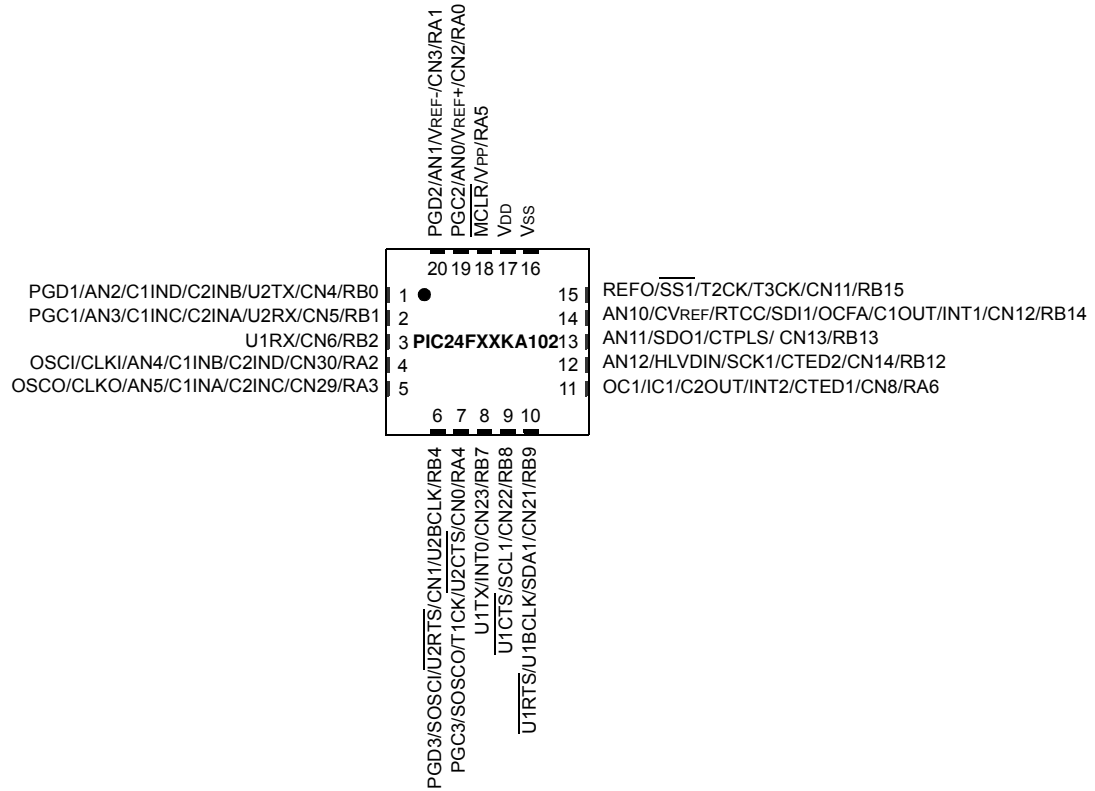 PGD2/AN1/VREF-/CN3/RA1
PGC2/AN0/VREF+/CN2/RA0
MCLR/VPP/RA5
VDD
VSS
20 19 18 17 16
PGD1/AN2/C1IND/C2INB/U2TX/CN4/RB0
PGC1/AN3/C1INC/C2INA/U2RX/CN5/RB1
U1RX/CN6/RB2
OSCI/CLKI/AN4/C1INB/C2IND/CN30/RA2
OSCO/CLKO/AN5/C1INA/C2INC/CN29/RA3
1
2
3
4
5
PIC24FXXKA102
15
14
13
12
11
REFO/SS1/T2CK/T3CK/CN11/RB15
AN10/CVREF/RTCC/SDI1/OCFA/C1OUT/INT1/CN12/RB14
AN11/SDO1/CTPLS/ CN13/RB13
AN12/HLVDIN/SCK1/CTED2/CN14/RB12
OC1/IC1/C2OUT/INT2/CTED1/CN8/RA6
6 7 8 9 10
PGD3/SOSCI/U2RTS/CN1/U2BCLK/RB4
PGC3/SOSCO/T1CK/U2CTS/CN0/RA4
U1TX/INT0/CN23/RB7
U1CTS/SCL1/CN22/RB8
U1RTS/U1BCLK/SDA1/CN21/RB9